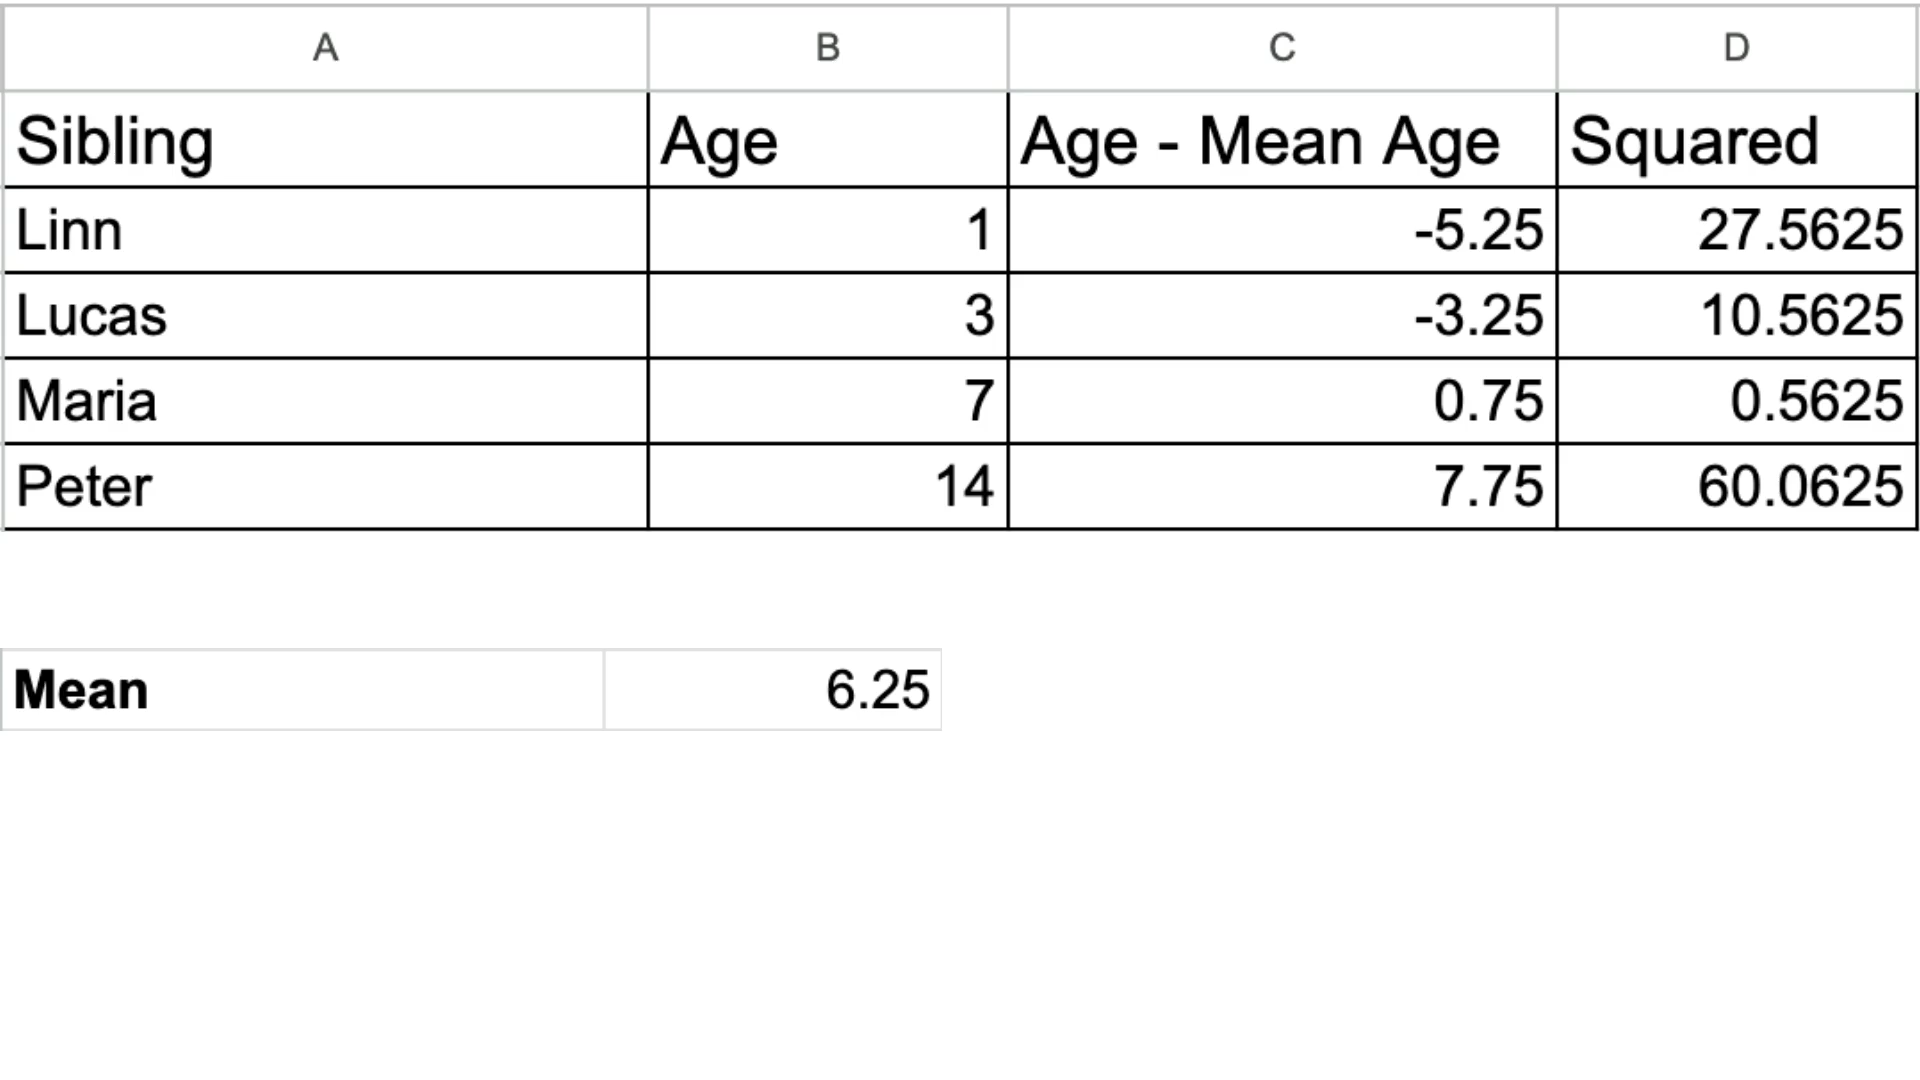 A B C D
Sibling Age Age - Mean Age Squared
Linn 1 -5.25 27.5625
Lucas 3 -3.25 10.5625
Maria 7 0.75 0.5625
Peter 14 7.75 60.0625
Mean 6.25